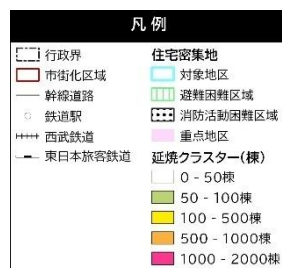 凡例
行政界
市街化区域
幹線道路
鉄道駅
西武鉄道
東日本旅客鉄道
住宅密集地
対象地区
避難困難区域
消防活動困難区域
重点地区
延焼クラスター(棟)
0 - 50棟
50 - 100棟
100 - 500棟
500 - 1000棟
1000 - 2000棟